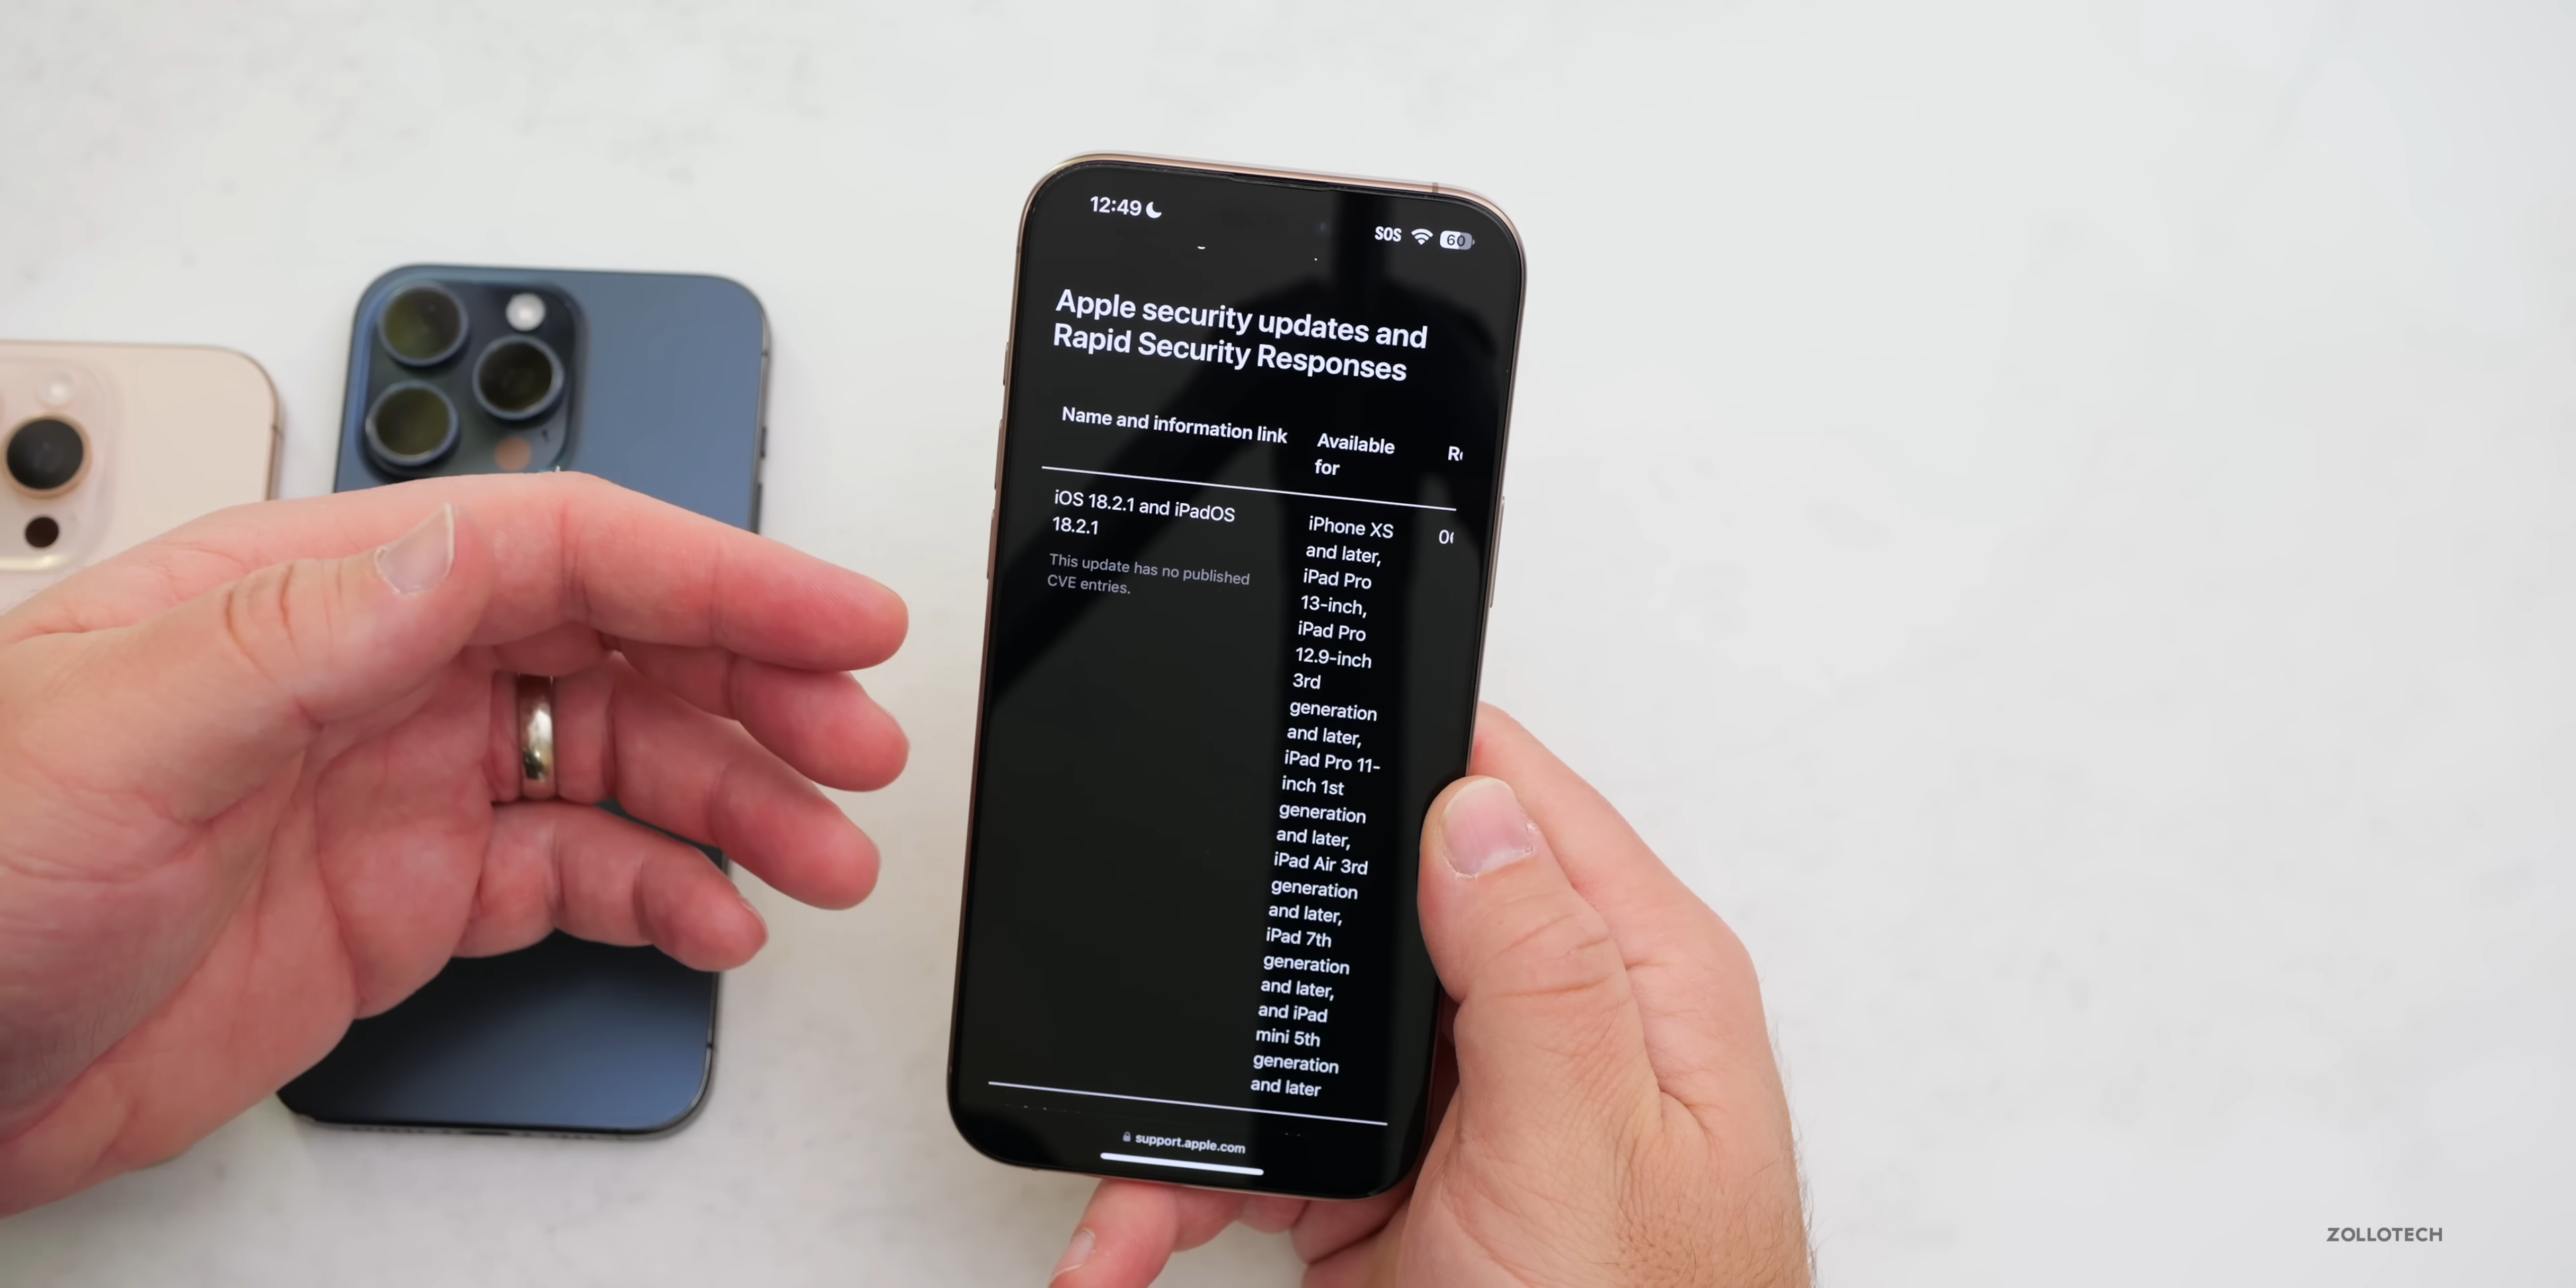 12:49
SOS 60
Apple security updates and
Rapid Security Responses
Name and information link
Available
for
iOS 18.2.1 and iPadOS
18.2.1
This update has no published
CVE entries.
iPhone XS
and later,
iPad Pro
13-inch,
iPad Pro
12.9-inch
3rd
generation
and later,
iPad Pro 11-
inch 1st
generation
and later,
iPad Air 3rd
generation
and later,
iPad 7th
generation
and later,
and iPad
mini 5th
generation
and later
support.apple.com
ZOLLOTECH